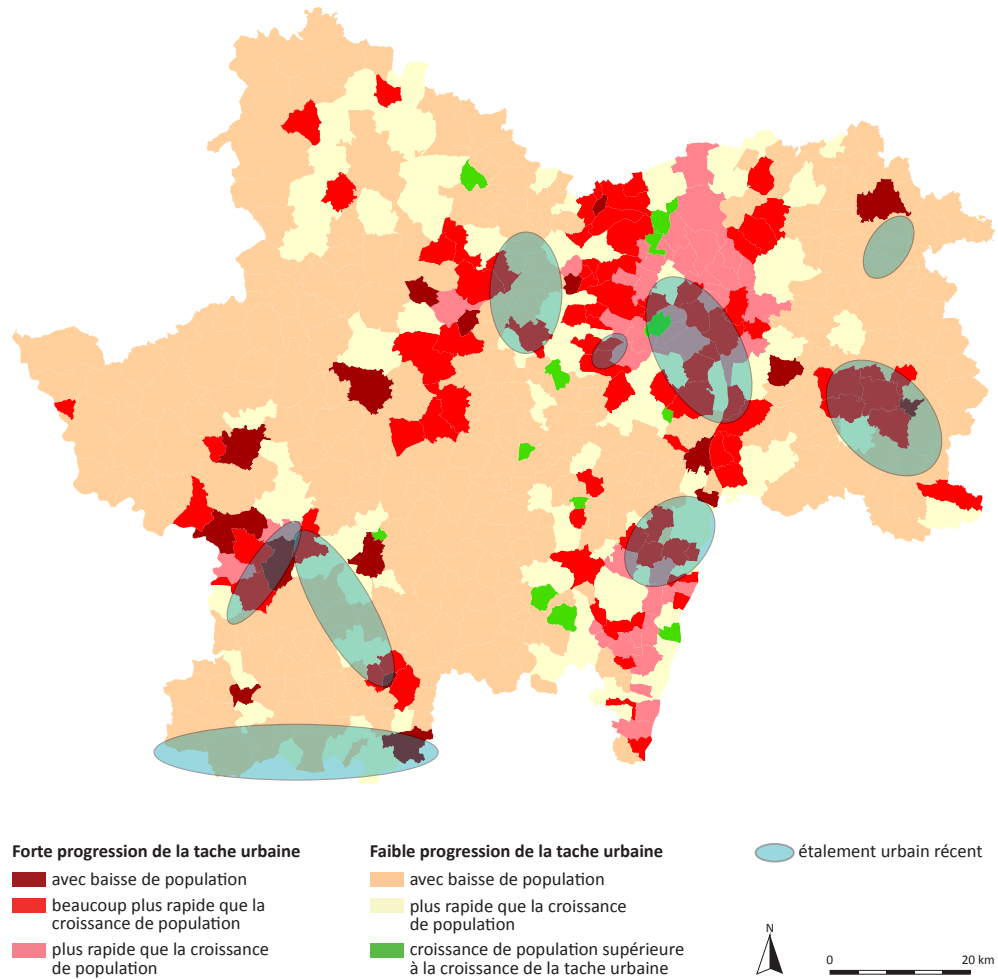 Forte progression de la tache urbaine
avec baisse de population
beaucoup plus rapide que la
croissance de population
plus rapide que la croissance
de population
Faible progression de la tache urbaine
avec baisse de population
plus rapide que la croissance
de population
croissance de population supérieure
à la croissance de la tache urbaine
étalement urbain récent
N
0 20 km